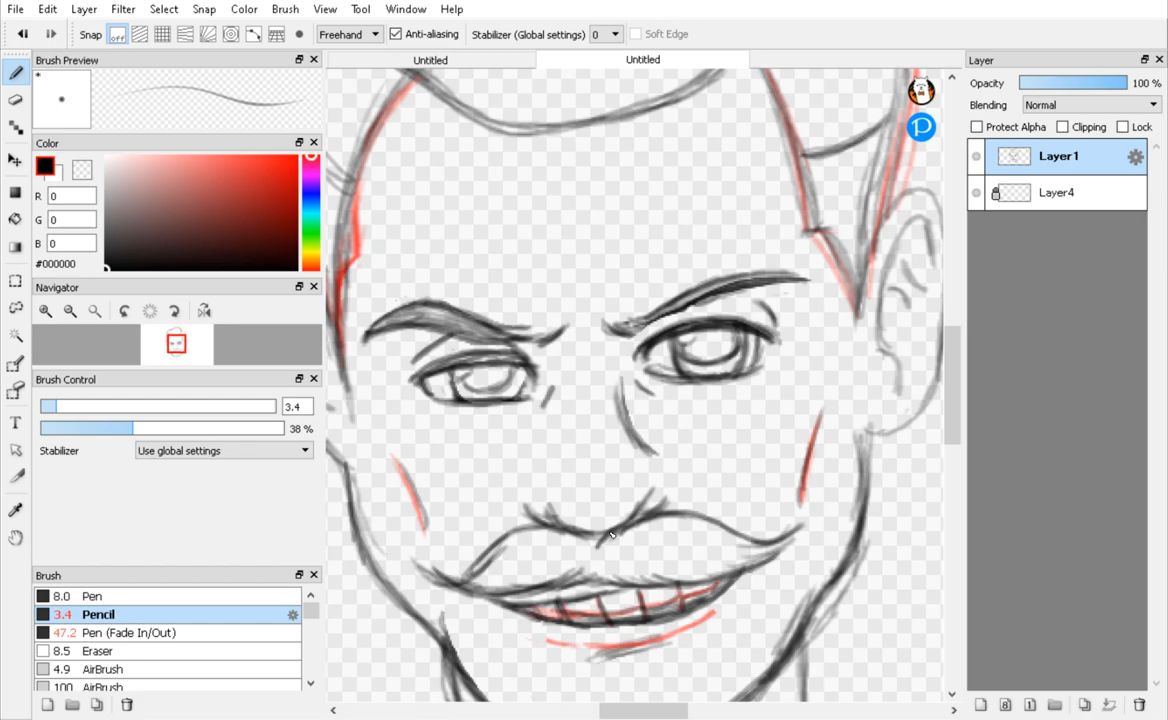 File Edit Layer Filter Select Snap Color Brush View Tool Window Help
Snap off Freehand Anti-aliasing Stabilizer (Global settings) 0 Soft Edge
Brush Preview
*
Color
R 0
G 0
B 0
#000000
Navigator
Brush Control
3.4
38 %
Stabilizer Use global settings
Brush
8.0 Pen
3.4 Pencil
47.2 Pen (Fade In/Out)
8.5 Eraser
4.9 AirBrush
100 AirBrush
Untitled Untitled
P
Layer
Opacity 100 %
Blending Normal
Protect Alpha Clipping Lock
Layer1
Layer4
T
8 1